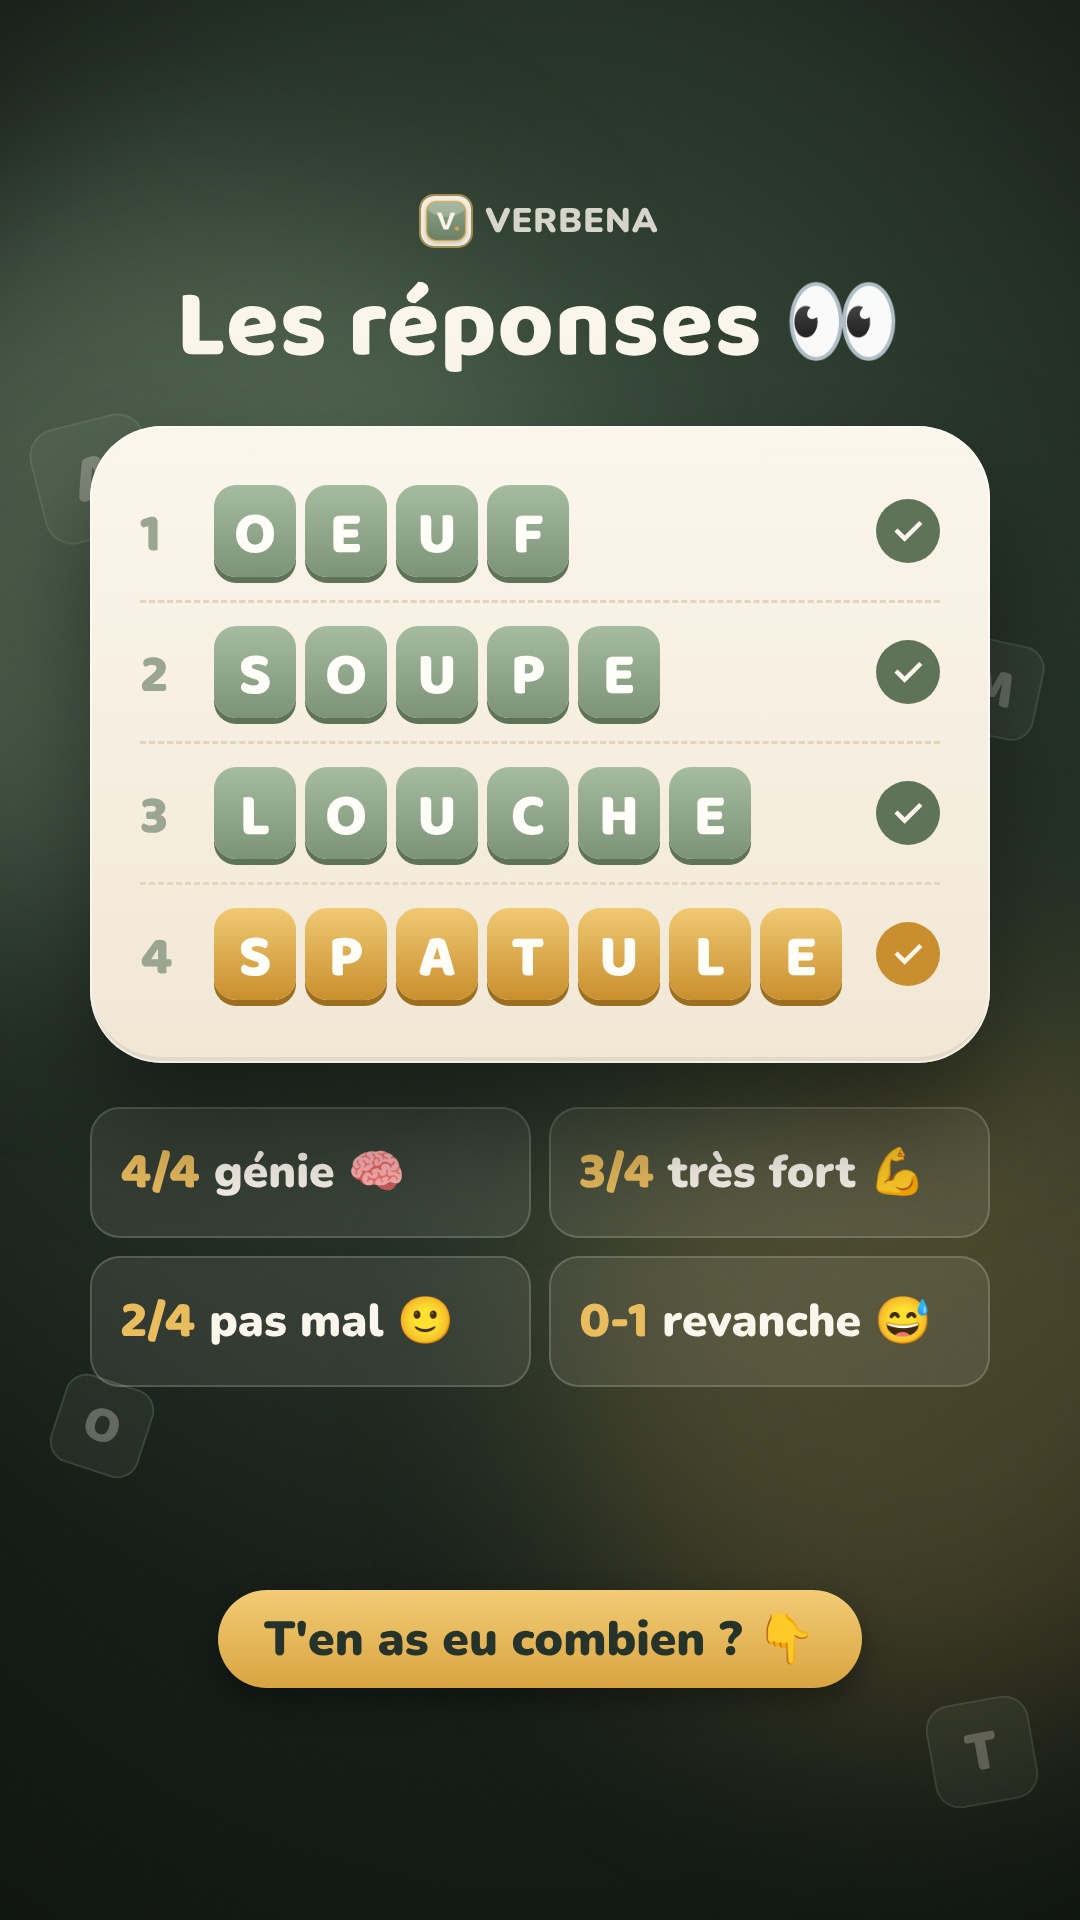 V. VERBENA
Les réponses 👀
1 OEUF
2 SOUPE
3 LOUCHE
M
4 SPATULE
4/4 génie 🧠
3/4 très fort 💪
2/4 pas mal 🙂
0-1 revanche 😅
O
T'en as eu combien ? 👇
T